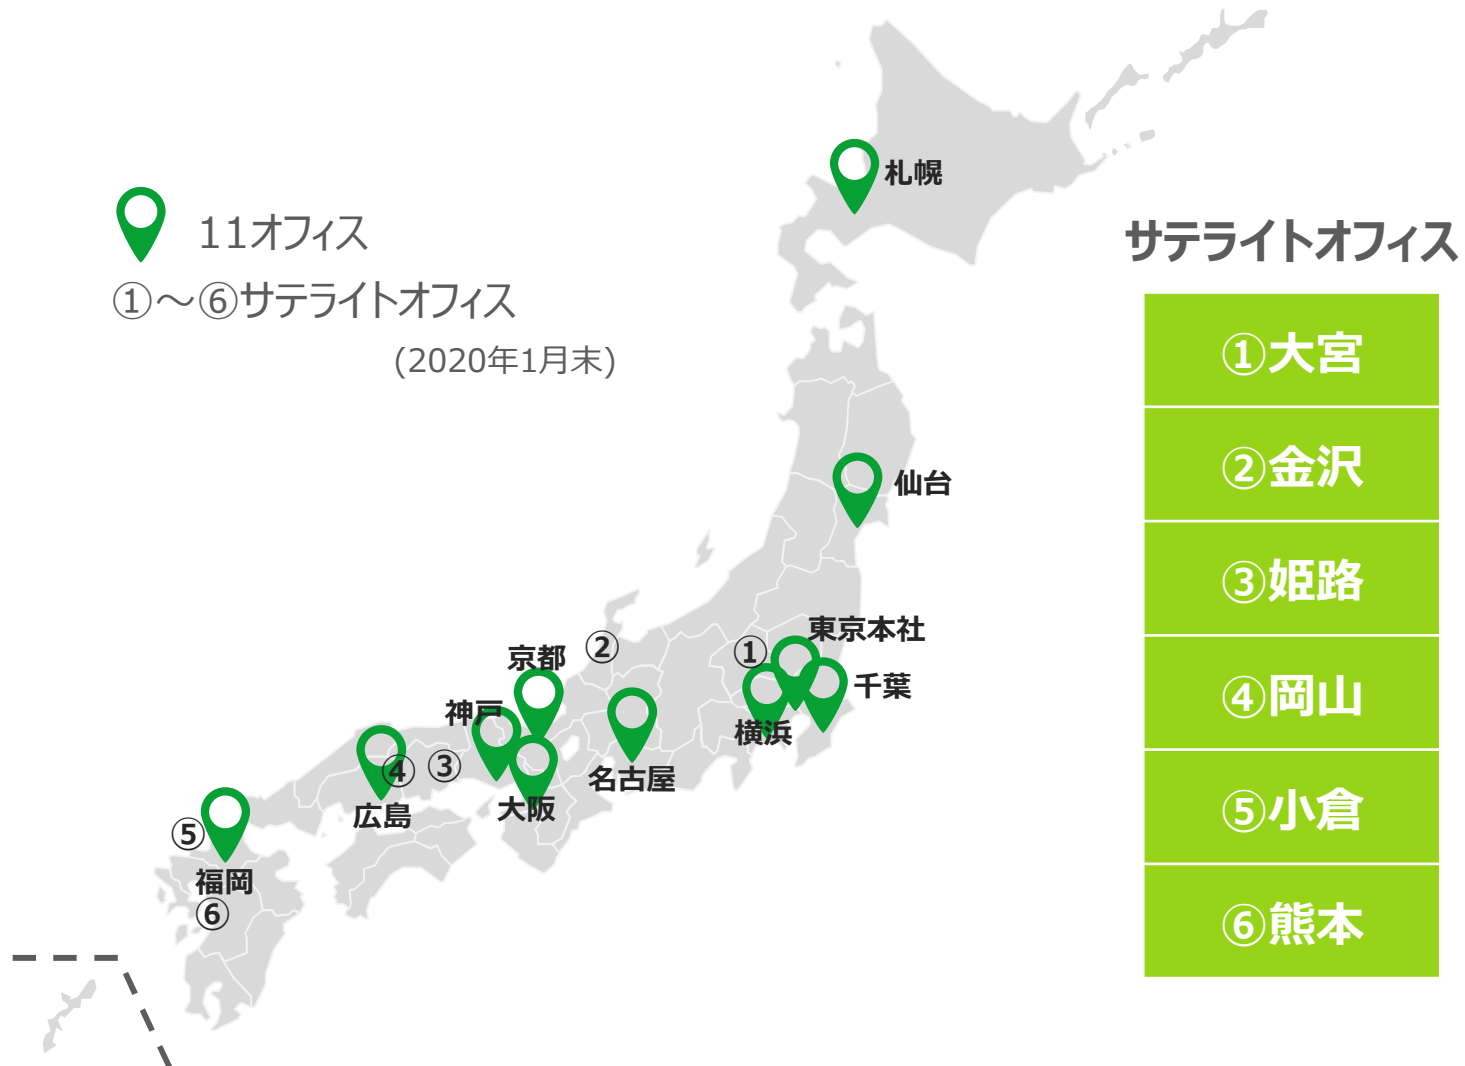 11オフィス
①～⑥サテライトオフィス
(2020年1月末)
札幌
仙台
東京本社
①
千葉
横浜
②
京都
神戸
名古屋
大阪
③
④
広島
⑤
福岡
⑥
サテライトオフィス
①大宮
②金沢
③姫路
④岡山
⑤小倉
⑥熊本